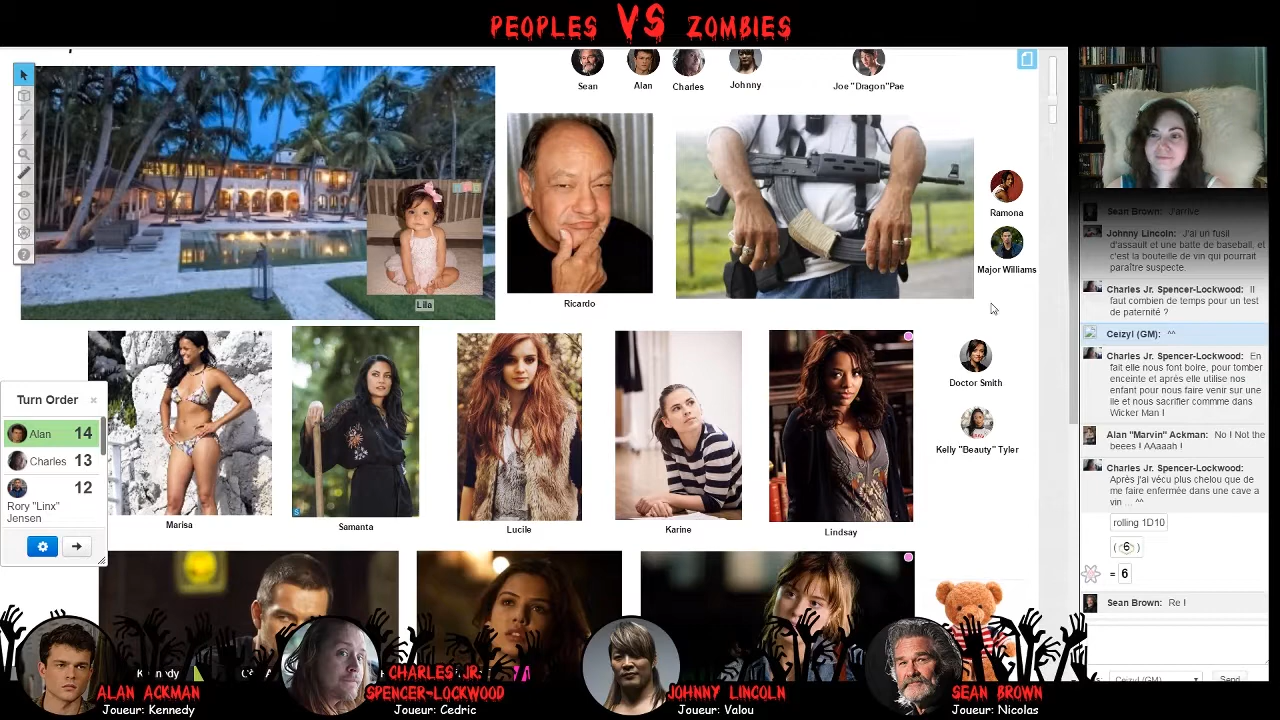 PEOPLES VS ZOMBIES
Sean
Alan
Charles
Johnny
Joe "Dragon"Pae
Ramona
Major Williams
Lila
Ricardo
Doctor Smith
Kelly "Beauty" Tyler
Marisa
Samanta
Lucile
Karine
Lindsay
Turn Order
Alan 14
Charles 13
12
Rory "Linx"
Jensen
Sean Brown: J'arrive
Johnny Lincoln: J'ai un fusil
d'assault et une batte de baseball, et
c'est la bouteille de vin qui pourrait
paraître suspecte.
Charles Jr. Spencer-Lockwood: Il
faut combien de temps pour un test
de paternité ?
Ceizyl (GM): ^^
Charles Jr. Spencer-Lockwood: En
fait elle nous font boire, pour tomber
enceinte et après elle utilise nos
enfant pour nous faire venir sur une
île et nous sacrifier commme dans
Wicker Man !
Alan "Marvin" Ackman: No ! Not the
beees ! AAaaah !
Charles Jr. Spencer-Lockwood:
Après j'ai vécu plus chelou que de
me faire enfermée dans une cave a
vin ... ^^
rolling 1D10
(6)
= 6
Sean Brown: Re !
Ceizyl (GM)
Send
Kennedy
ALAN ACKMAN
Joueur: Kennedy
CHARLES JR.
SPENCER-LOCKWOOD
Joueur: Cedric
JOHNNY LINCOLN
Joueur: Valou
SEAN BROWN
Joueur: Nicolas